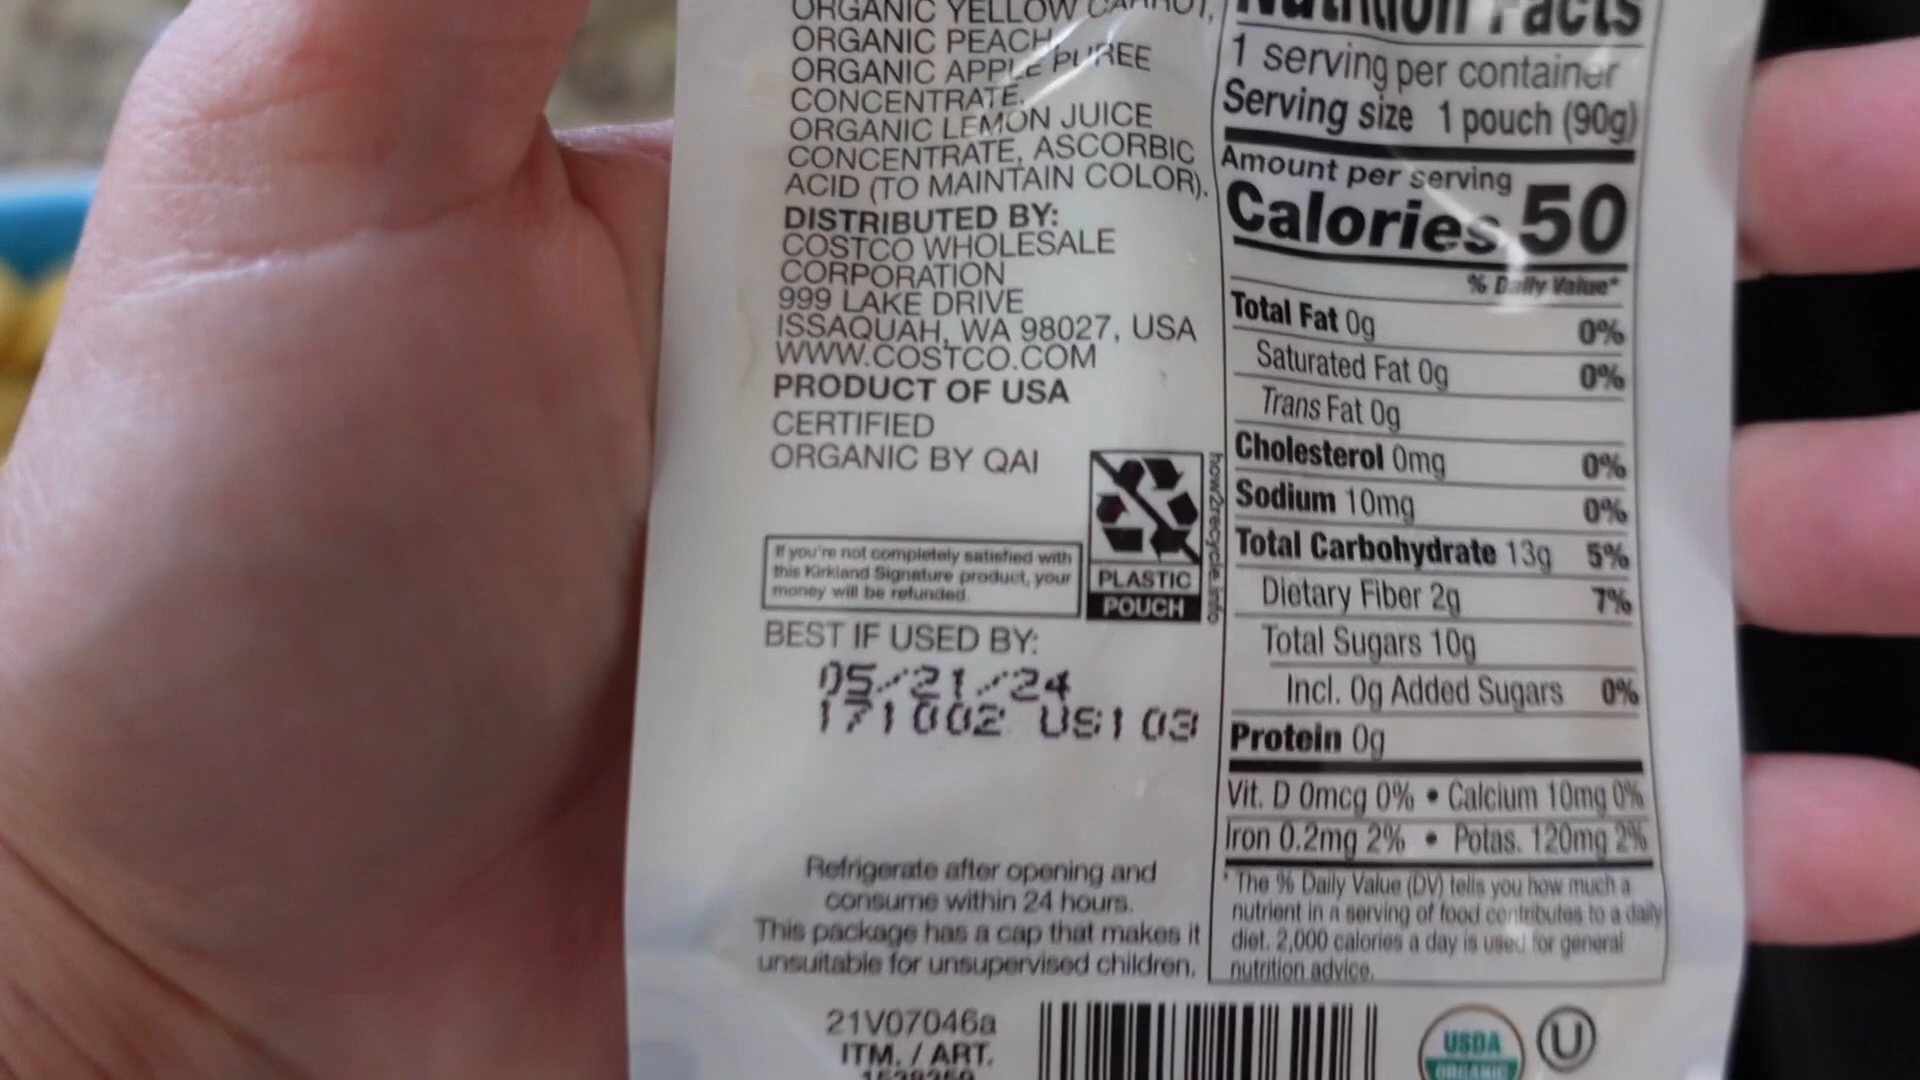 ORGANIC YELLOW CARROT,
ORGANIC PEACH,
ORGANIC APPLE PUREE
CONCENTRATE,
ORGANIC LEMON JUICE
CONCENTRATE, ASCORBIC
ACID (TO MAINTAIN COLOR).
DISTRIBUTED BY:
COSTCO WHOLESALE
CORPORATION
999 LAKE DRIVE
ISSAQUAH, WA 98027, USA
WWW.COSTCO.COM
PRODUCT OF USA
CERTIFIED
ORGANIC BY QAI
If you're not completely satisfied with
this Kirkland Signature product, your
money will be refunded.
PLASTIC
POUCH
how2recycle.info
BEST IF USED BY:
05/21/24
171002 US1 03
Refrigerate after opening and
consume within 24 hours.
This package has a cap that makes it
unsuitable for unsupervised children.
21V07046a
ITM. / ART.
Nutrition Facts
1 serving per container
Serving size 1 pouch (90g)
Amount per serving
Calories 50
% Daily Value*
Total Fat 0g 0%
Saturated Fat 0g 0%
Trans Fat 0g
Cholesterol 0mg 0%
Sodium 10mg 0%
Total Carbohydrate 13g 5%
Dietary Fiber 2g 7%
Total Sugars 10g
Incl. 0g Added Sugars 0%
Protein 0g
Vit. D 0mcg 0% • Calcium 10mg 0%
Iron 0.2mg 2% • Potas. 120mg 2%
* The % Daily Value (DV) tells you how much a
nutrient in a serving of food contributes to a daily
diet. 2,000 calories a day is used for general
nutrition advice.
USDA
ORGANIC
U